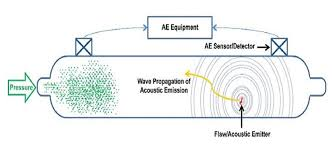 AE Equipment
AE Sensor/Detector
Wave Propagation of
Acoustic Emission
Pressure
Flaw/Acoustic Emitter